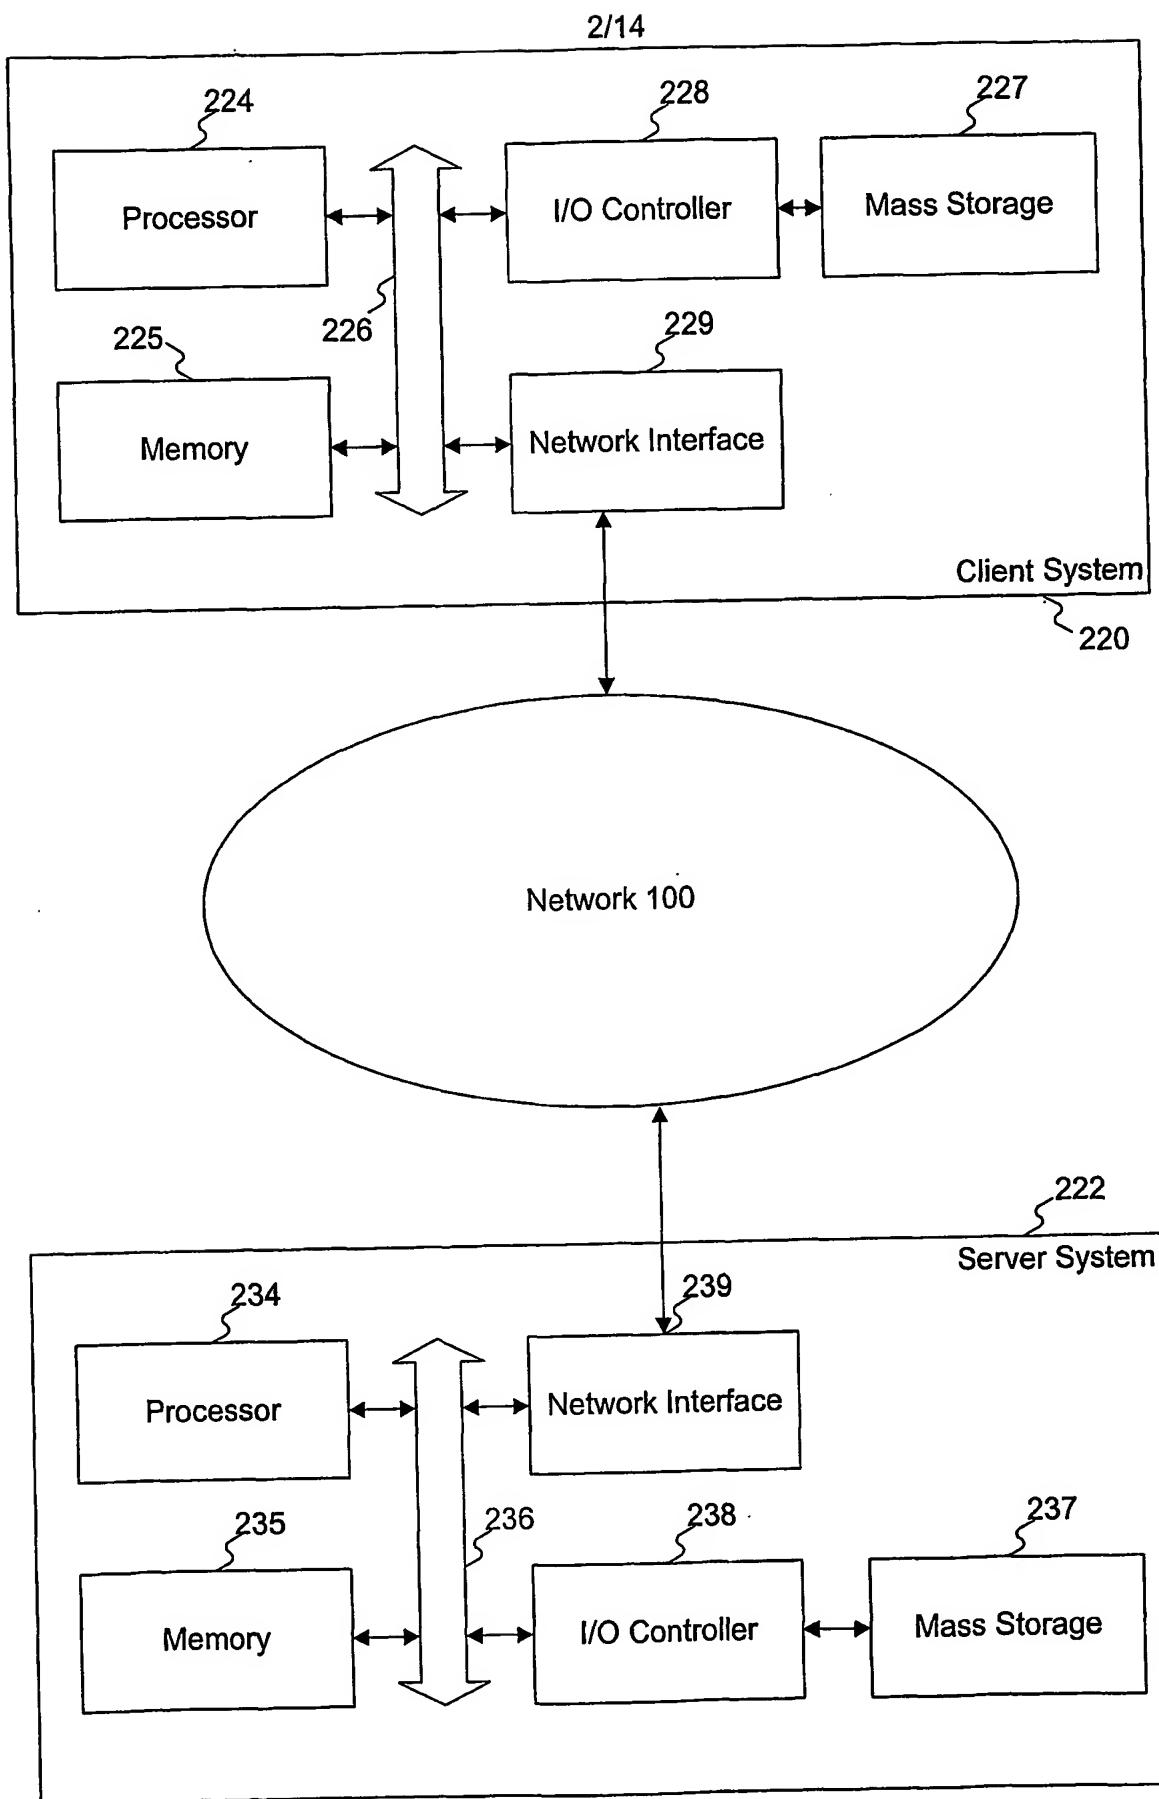 2/14
224
228
227
Processor
I/O Controller
Mass Storage
226
225
229
Memory
Network Interface
Client System
220
Network 100
222
Server System
234
239
Processor
Network Interface
235
236
238
237
Memory
I/O Controller
Mass Storage